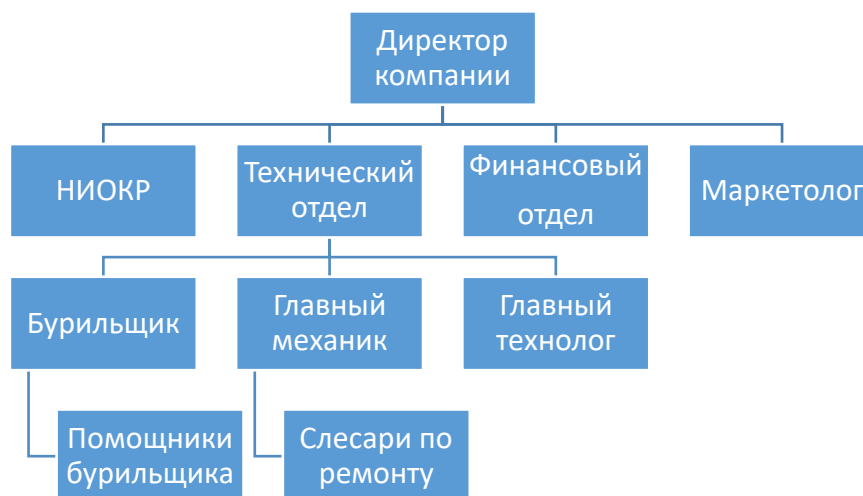 Директор
компании
НИОКР
Технический
отдел
Финансовый
отдел
Маркетолог
Бурильщик
Главный
механик
Главный
технолог
Помощники
бурильщика
Слесари по
ремонту